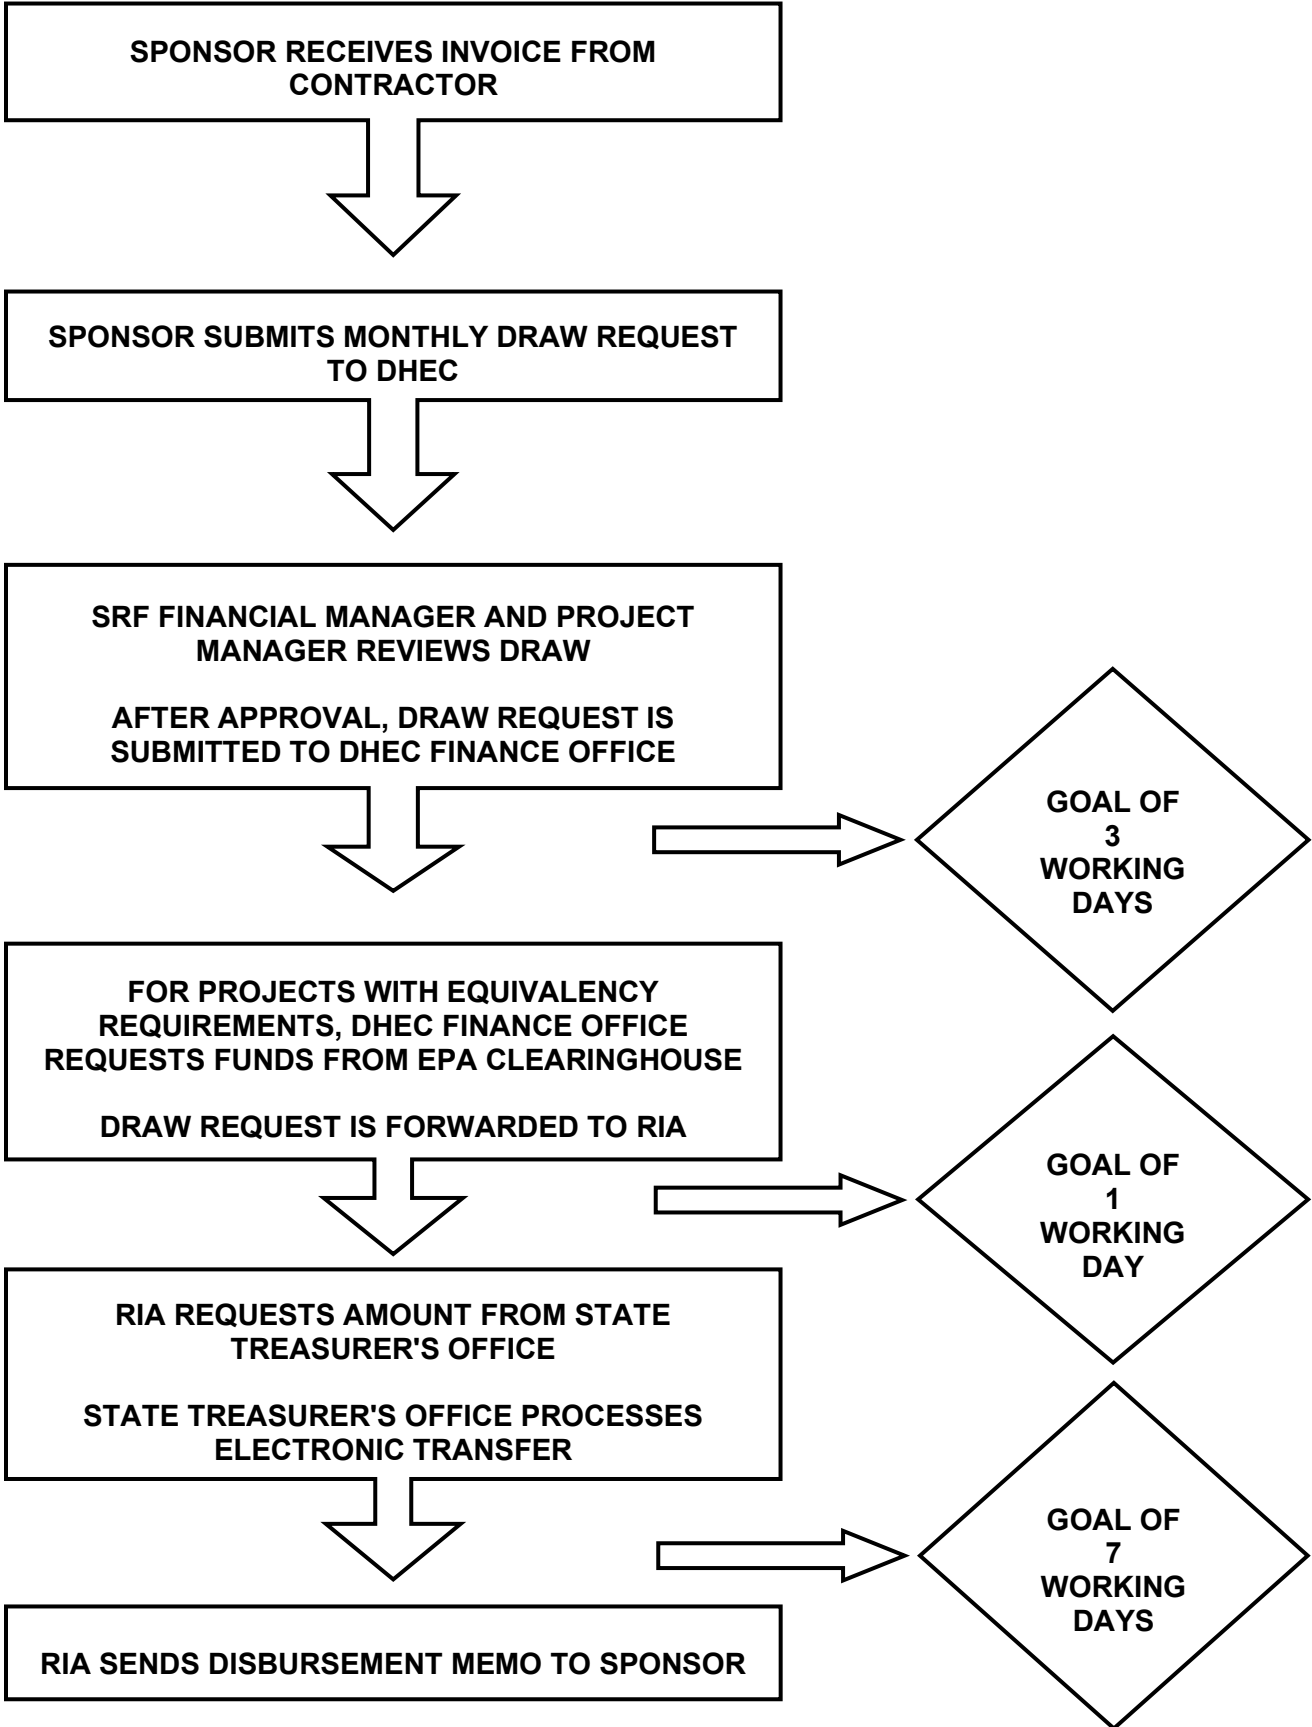 SPONSOR RECEIVES INVOICE FROM
CONTRACTOR
SPONSOR SUBMITS MONTHLY DRAW REQUEST
TO DHEC
SRF FINANCIAL MANAGER AND PROJECT
MANAGER REVIEWS DRAW
AFTER APPROVAL, DRAW REQUEST IS
SUBMITTED TO DHEC FINANCE OFFICE
GOAL OF
3
WORKING
DAYS
FOR PROJECTS WITH EQUIVALENCY
REQUIREMENTS, DHEC FINANCE OFFICE
REQUESTS FUNDS FROM EPA CLEARINGHOUSE
DRAW REQUEST IS FORWARDED TO RIA
GOAL OF
1
WORKING
DAY
RIA REQUESTS AMOUNT FROM STATE
TREASURER'S OFFICE
STATE TREASURER'S OFFICE PROCESSES
ELECTRONIC TRANSFER
GOAL OF
7
WORKING
DAYS
RIA SENDS DISBURSEMENT MEMO TO SPONSOR